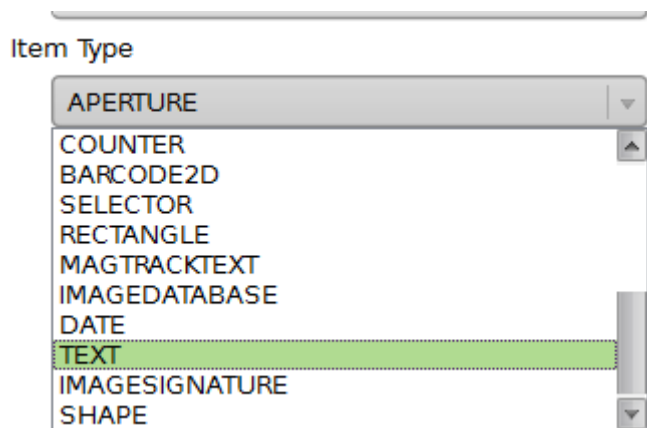 Item Type
APERTURE
COUNTER
BARCODE2D
SELECTOR
RECTANGLE
MAGTRACKTEXT
IMAGEDATABASE
DATE
TEXT
IMAGESIGNATURE
SHAPE